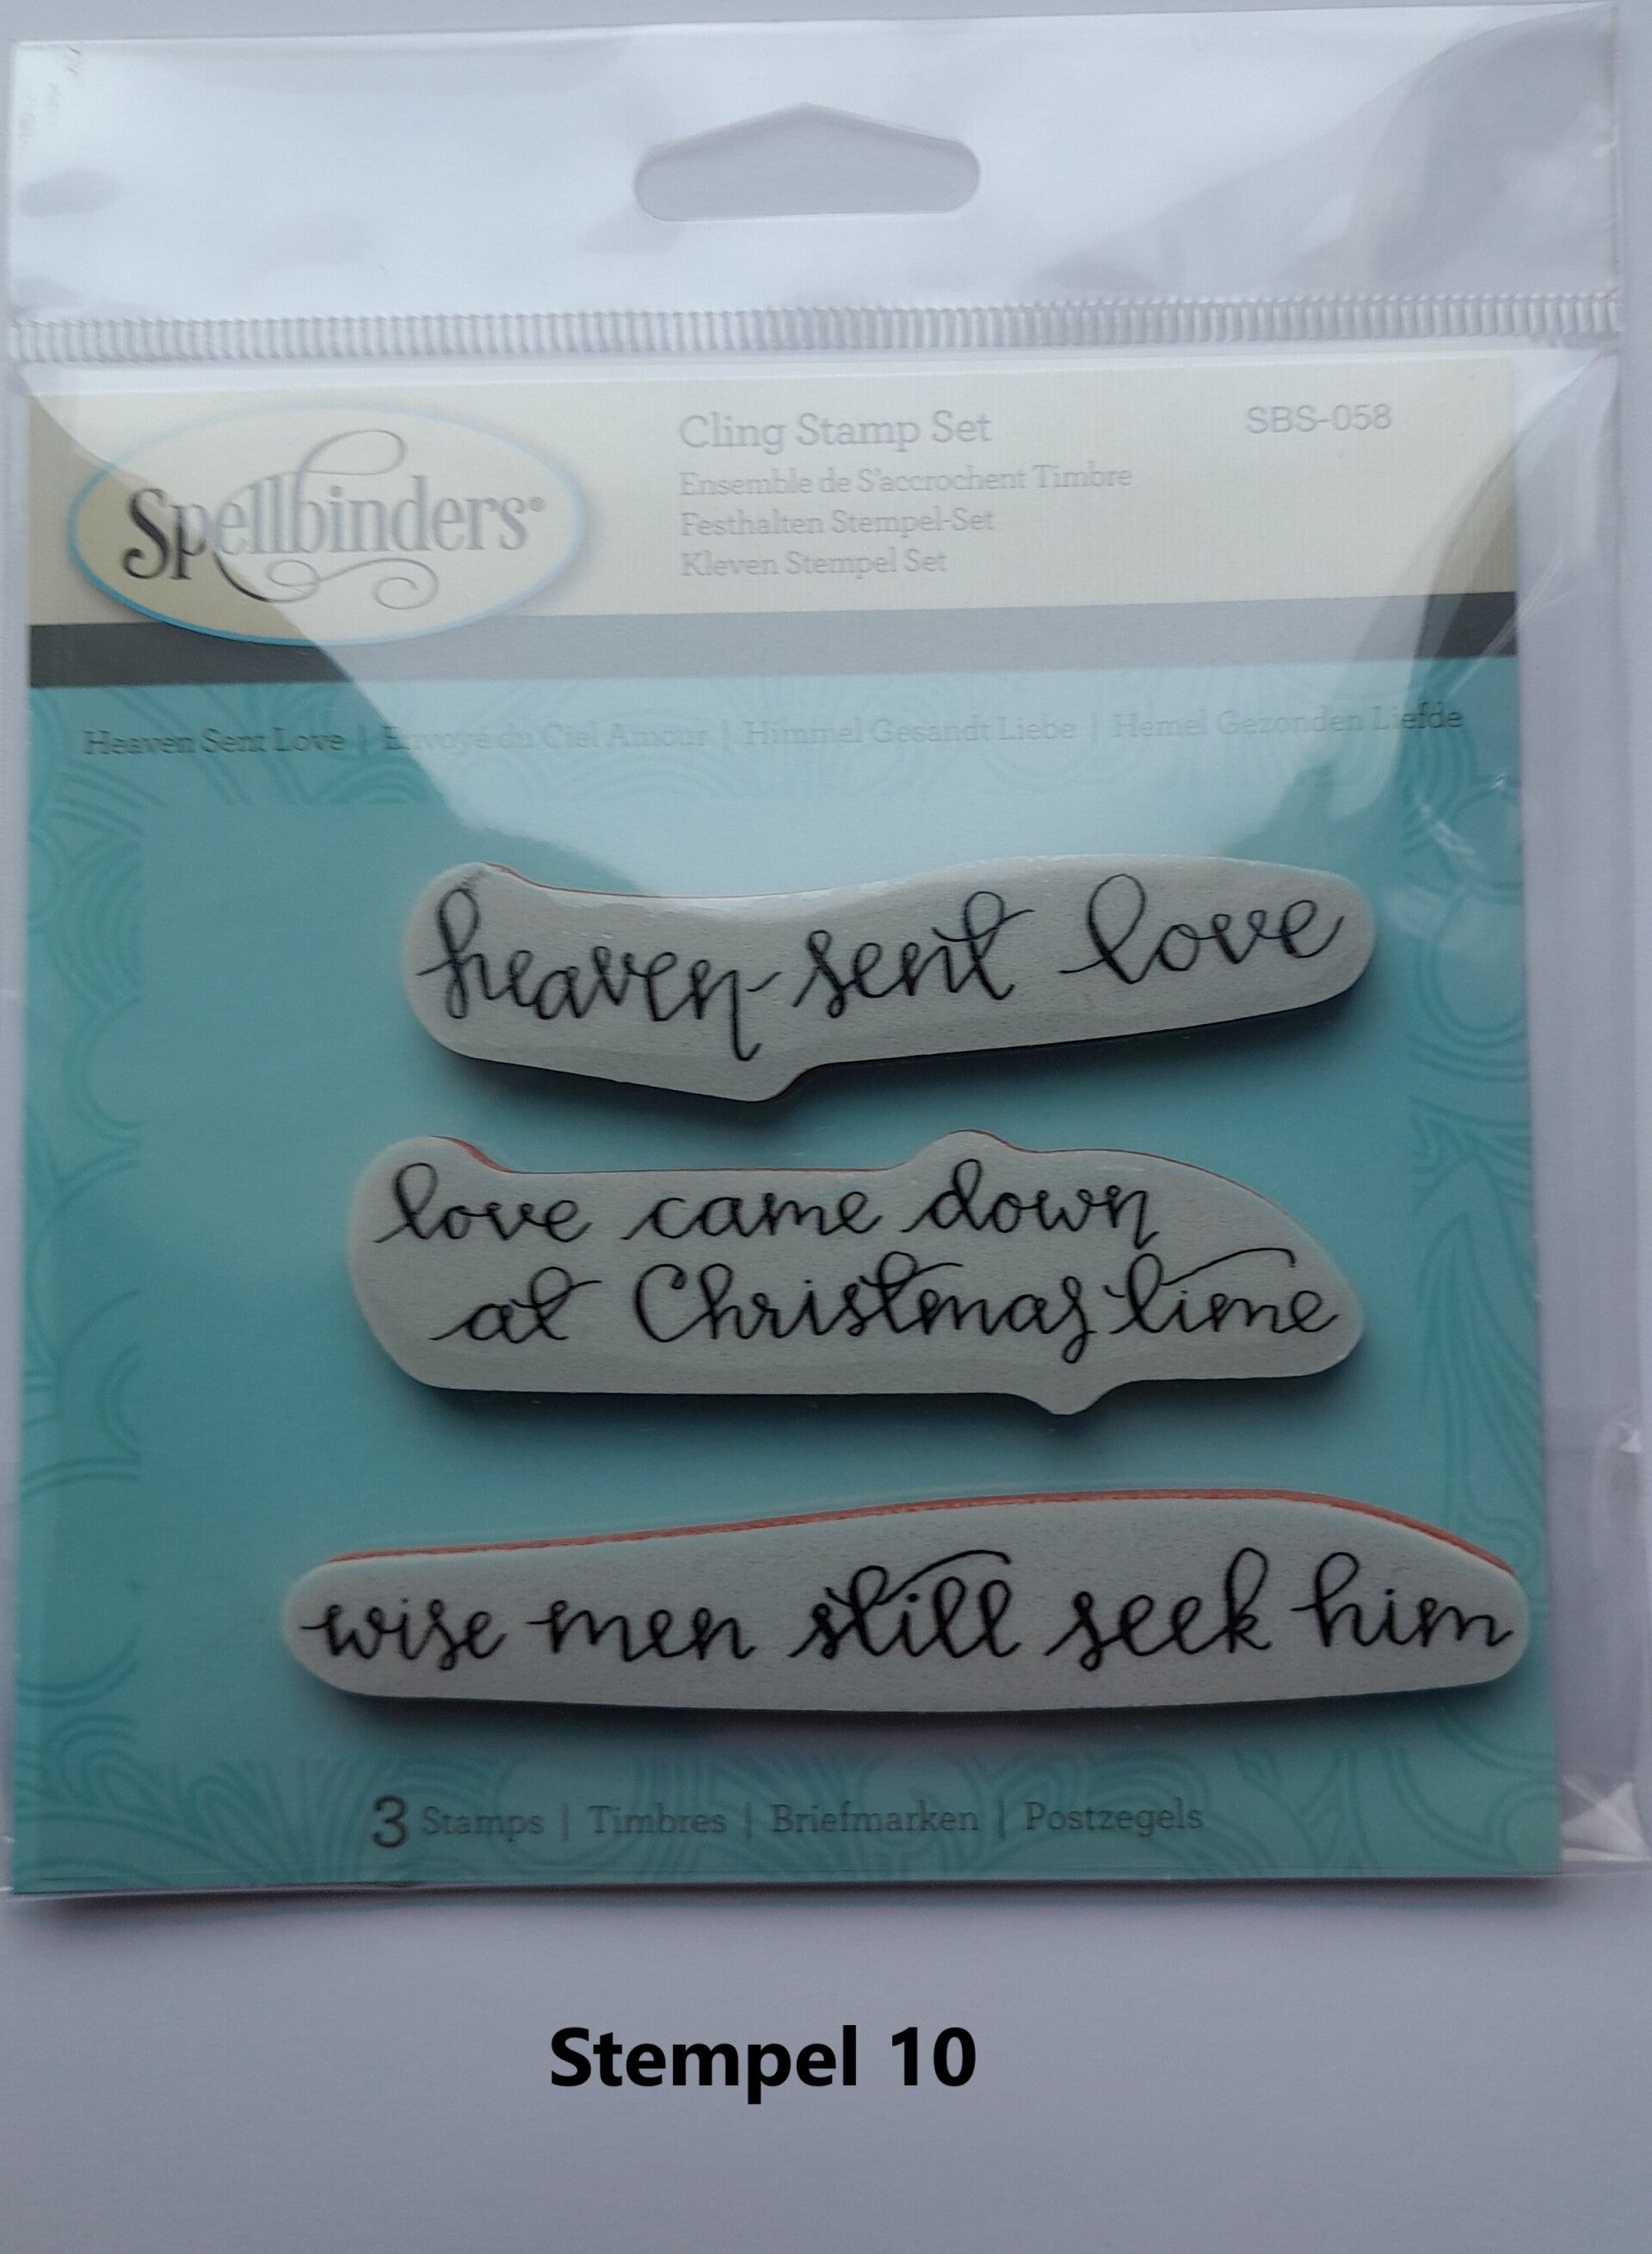 Spellbinders®
Cling Stamp Set
SBS-058
Ensemble de S'accrochent Timbre
Festhalten Stempel-Set
Kleven Stempel Set
Heaven Sent Love | Envoyé du Ciel Amour | Himmel Gesandt Liebe | Hemel Gezonden Liefde
heaven sent love
love came down
at Christmas time
wise men still seek him
3 Stamps | Timbres | Briefmarken | Postzegels
Stempel 10